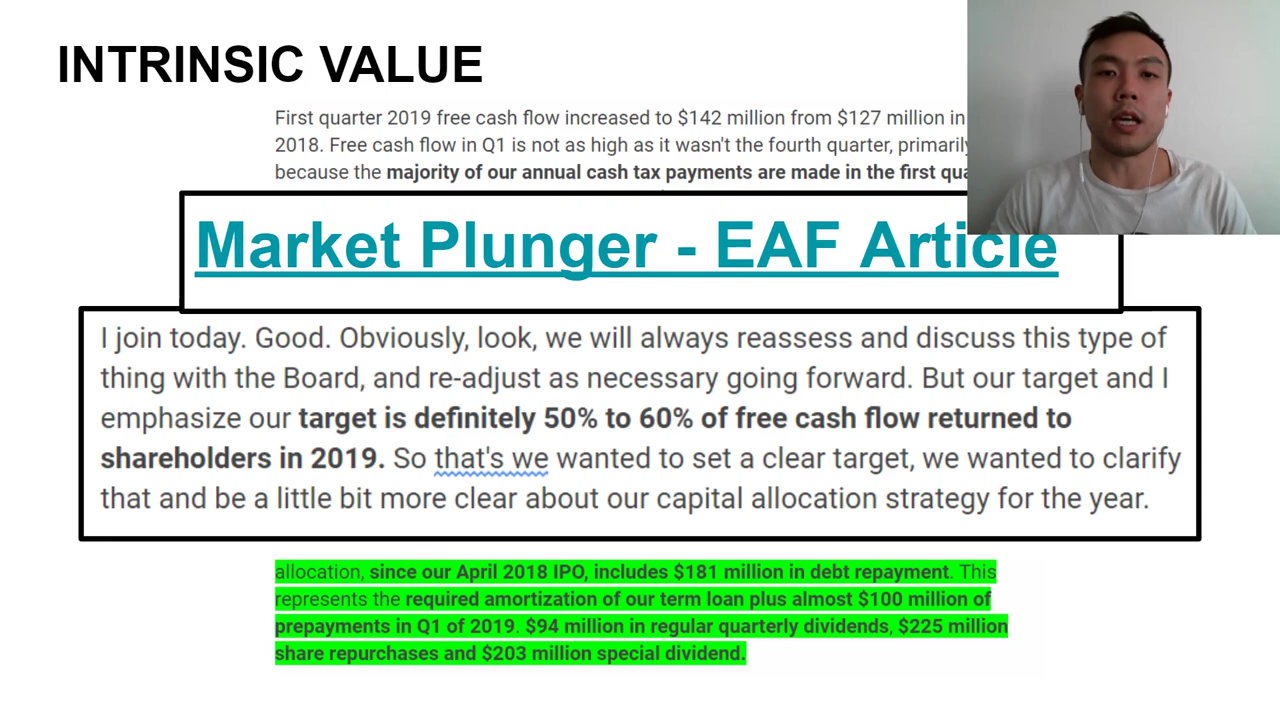 INTRINSIC VALUE
First quarter 2019 free cash flow increased to $142 million from $127 million in
2018. Free cash flow in Q1 is not as high as it wasn't the fourth quarter, primarily
because the majority of our annual cash tax payments are made in the first
Market Plunger - EAF Article
I join today. Good. Obviously, look, we will always reassess and discuss this type of
thing with the Board, and re-adjust as necessary going forward. But our target and I
emphasize our target is definitely 50% to 60% of free cash flow returned to
shareholders in 2019. So that's we wanted to set a clear target, we wanted to clarify
that and be a little bit more clear about our capital allocation strategy for the year.
allocation, since our April 2018 IPO, includes $181 million in debt repayment. This
represents the required amortization of our term loan plus almost $100 million of
prepayments in Q1 of 2019. $94 million in regular quarterly dividends, $225 million
share repurchases and $203 million special dividend.